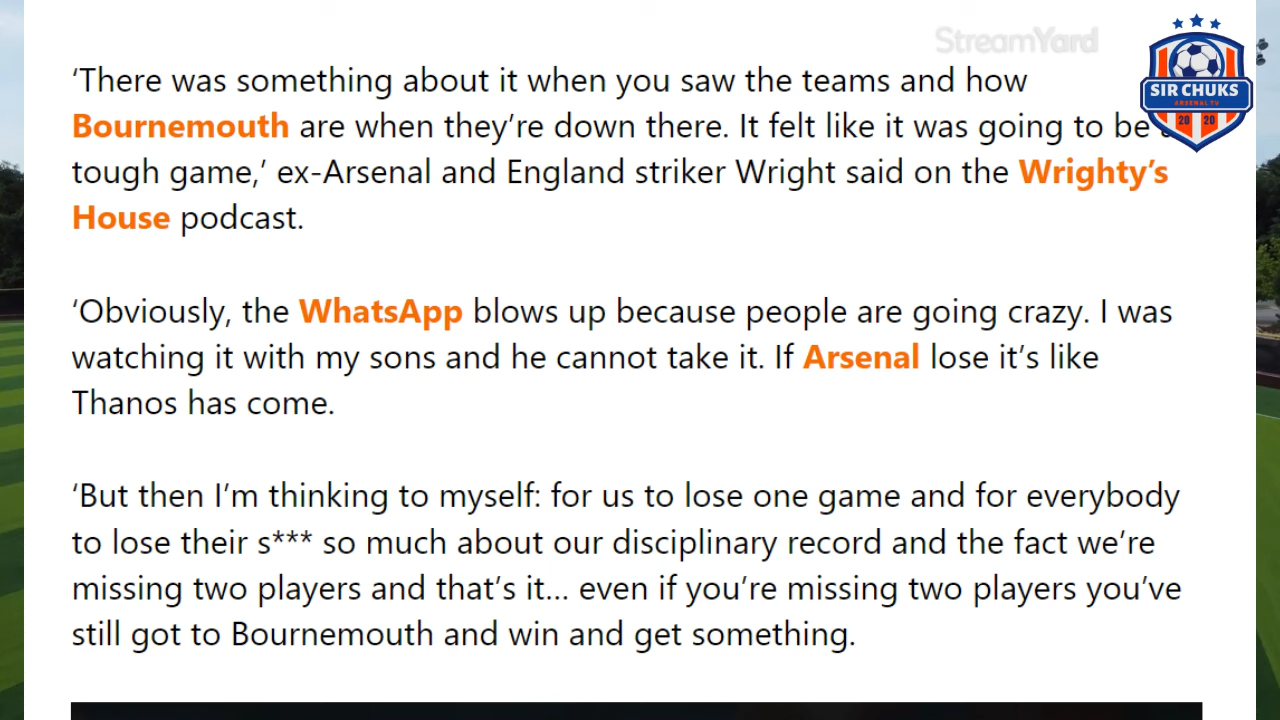 StreamYard
SIR CHUKS
ARSENAL TV
20 20
‘There was something about it when you saw the teams and how
Bournemouth are when they’re down there. It felt like it was going to be a
tough game,’ ex-Arsenal and England striker Wright said on the Wrighty’s
House podcast.
‘Obviously, the WhatsApp blows up because people are going crazy. I was
watching it with my sons and he cannot take it. If Arsenal lose it’s like
Thanos has come.
‘But then I’m thinking to myself: for us to lose one game and for everybody
to lose their s*** so much about our disciplinary record and the fact we’re
missing two players and that’s it... even if you’re missing two players you’ve
still got to Bournemouth and win and get something.